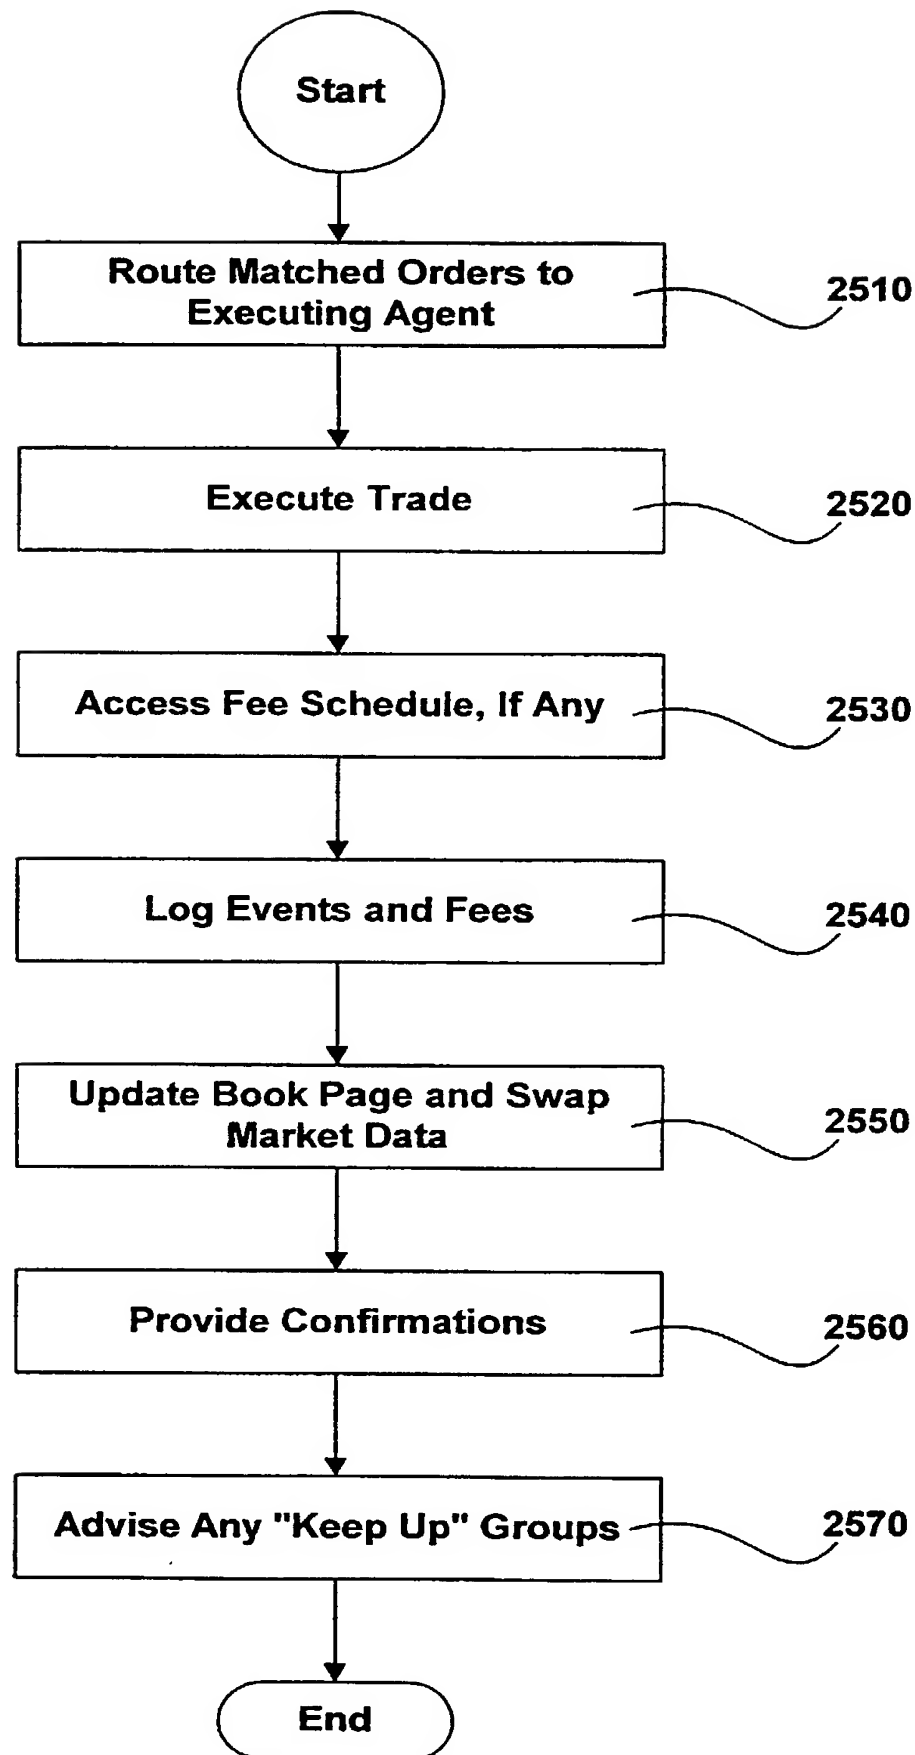 Start
Route Matched Orders to
Executing Agent
2510
Execute Trade
2520
Access Fee Schedule, If Any
2530
Log Events and Fees
2540
Update Book Page and Swap
Market Data
2550
Provide Confirmations
2560
Advise Any "Keep Up" Groups
2570
End